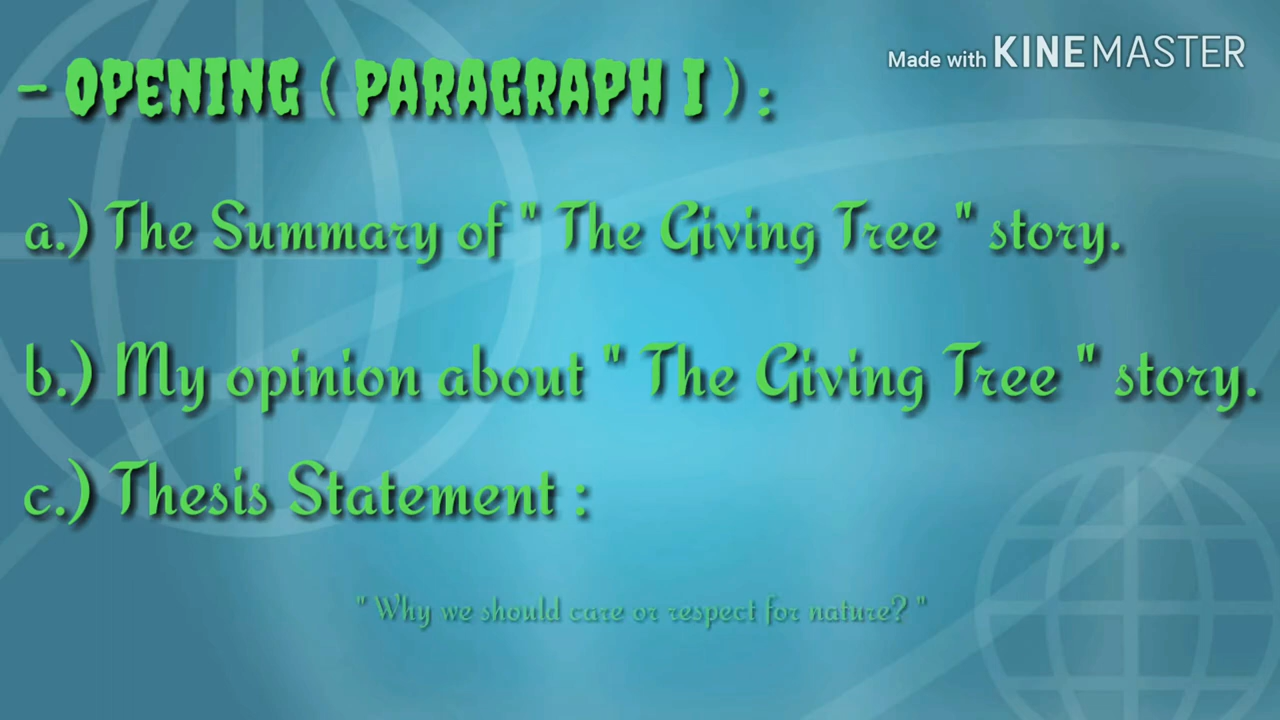 Made with KINEMASTER
- OPENING ( PARAGRAPH I ) :
a.) The Summary of " The Giving Tree " story.
b.) My opinion about " The Giving Tree " story.
c.) Thesis Statement :
" Why we should care or respect for nature? "